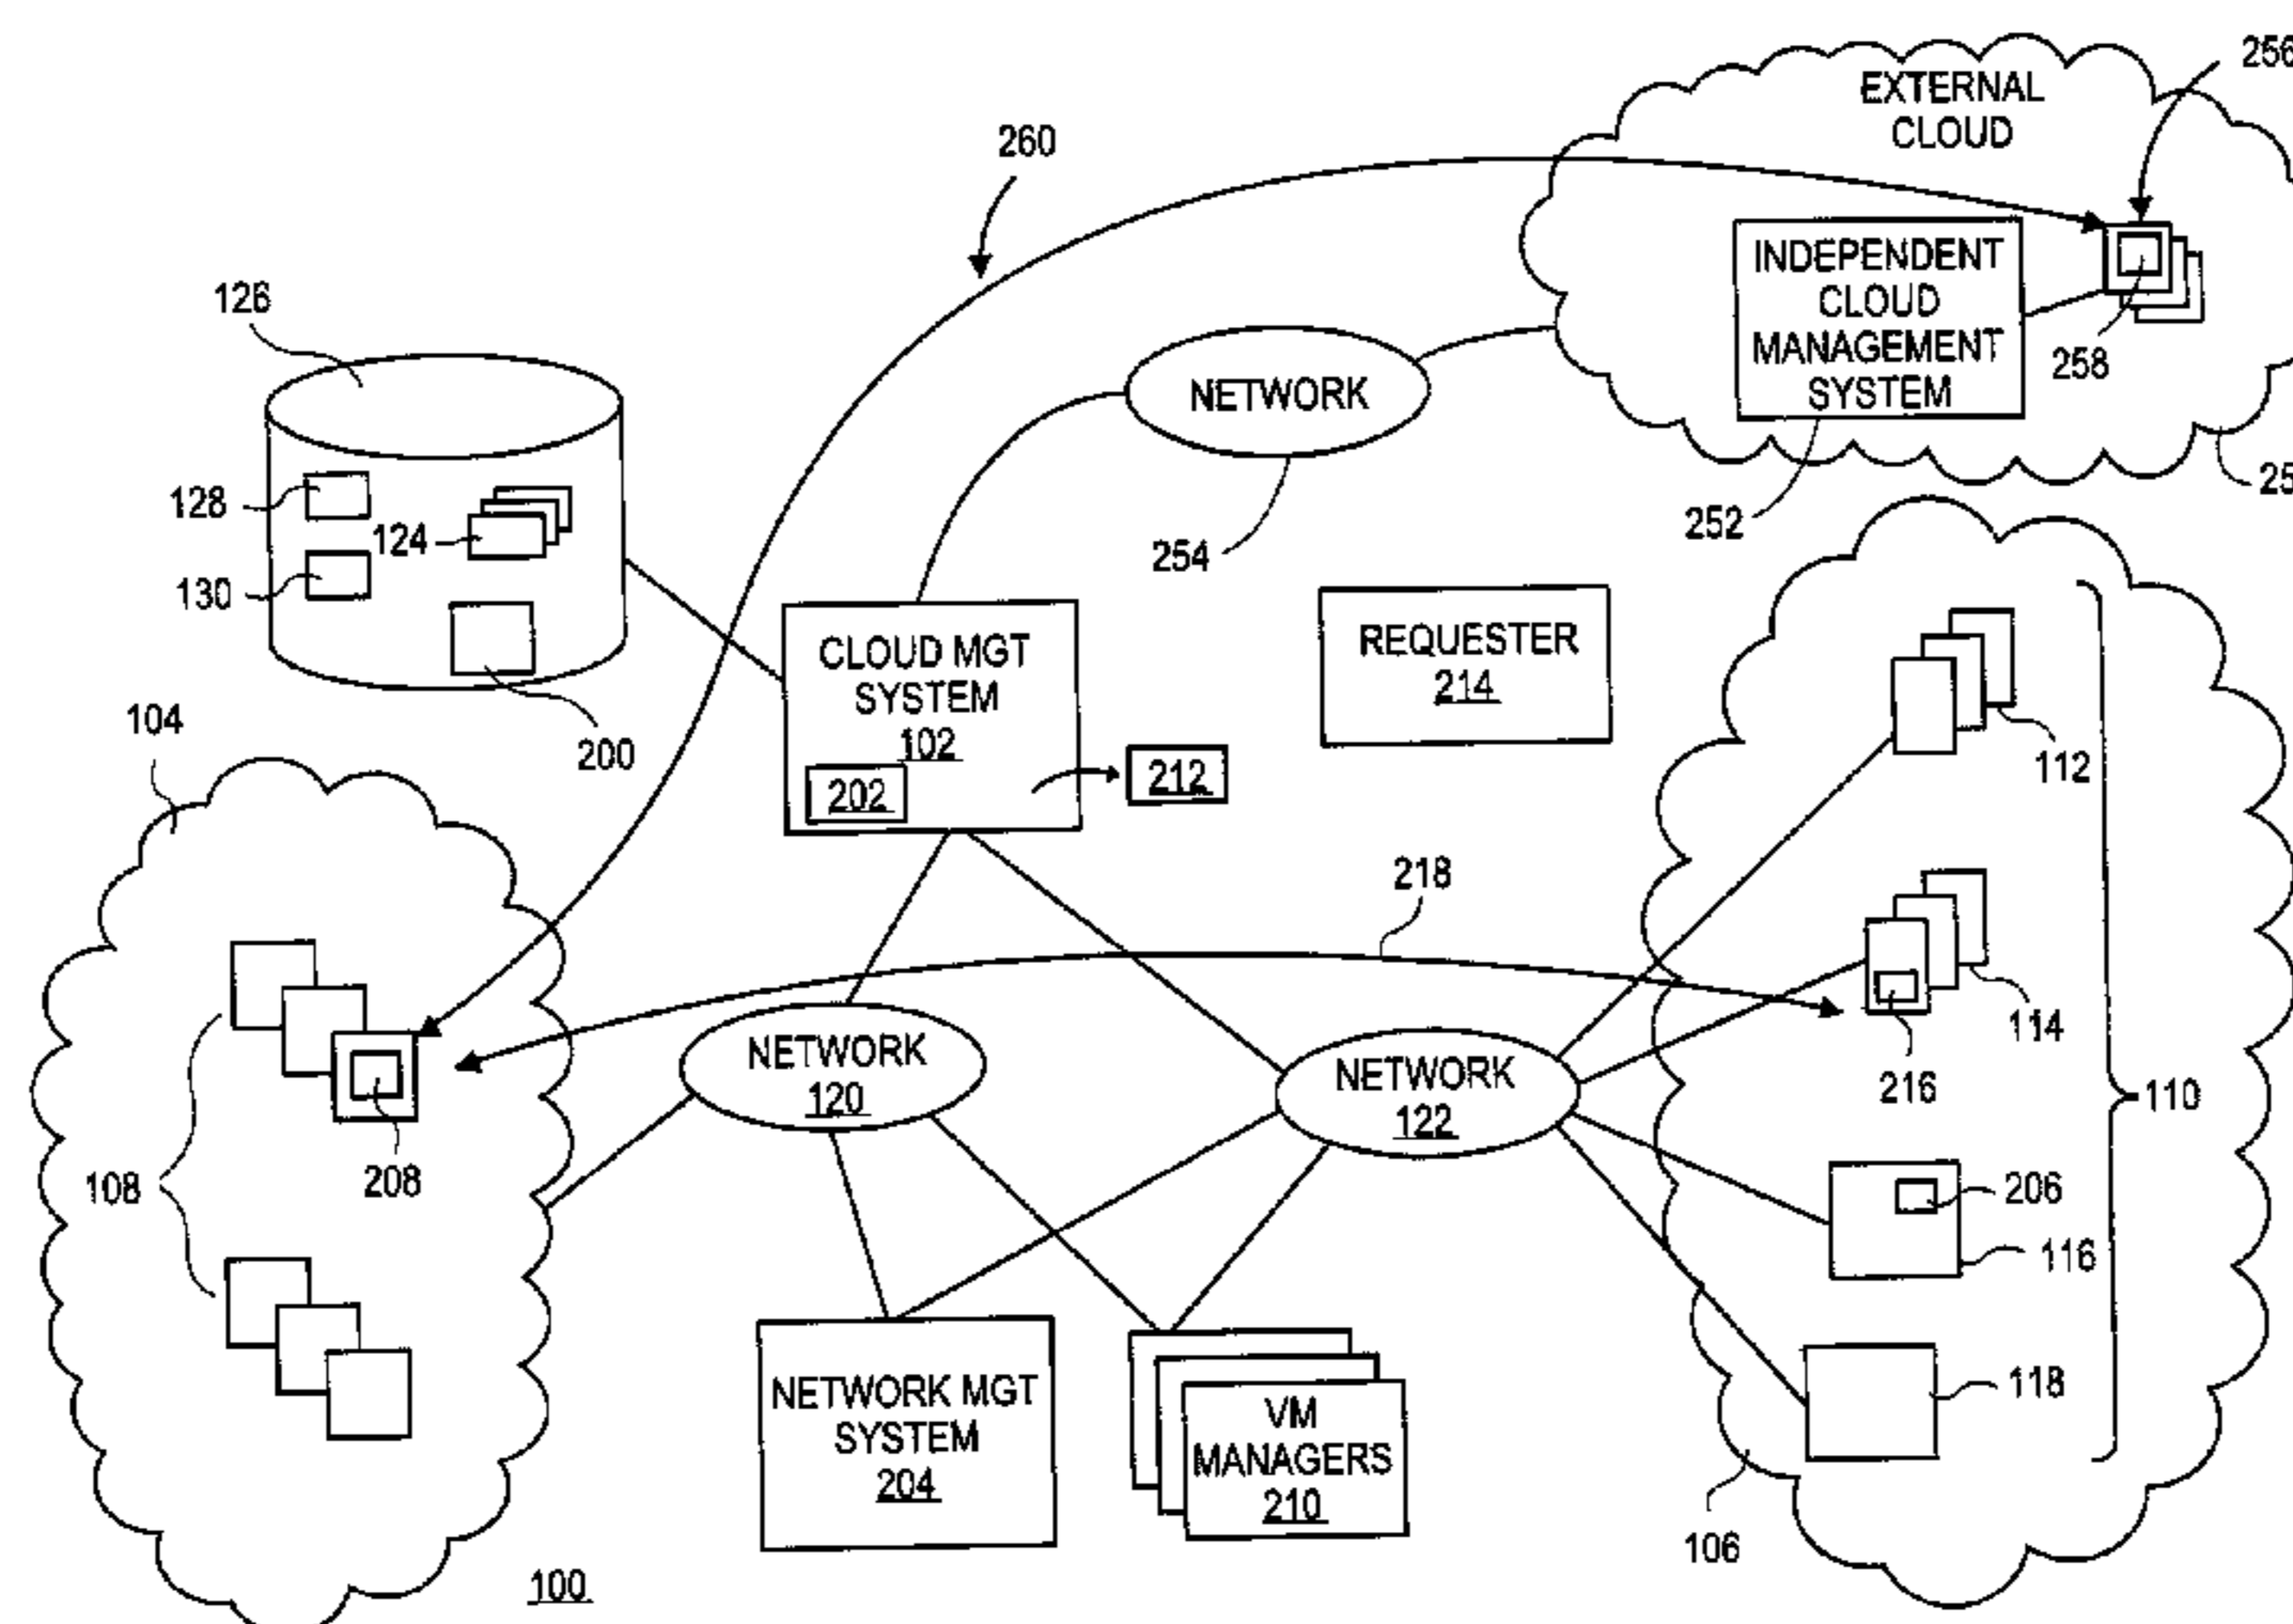 256
EXTERNAL
CLOUD
260
INDEPENDENT
CLOUD
MANAGEMENT
SYSTEM
258
126
NETWORK
128
124
254
252
130
CLOUD MGT
SYSTEM
102
202
212
REQUESTER
214
200
104
112
218
114
NETWORK
120
NETWORK
122
216
110
208
108
206
116
118
NETWORK MGT
SYSTEM
204
VM
MANAGERS
210
106
100